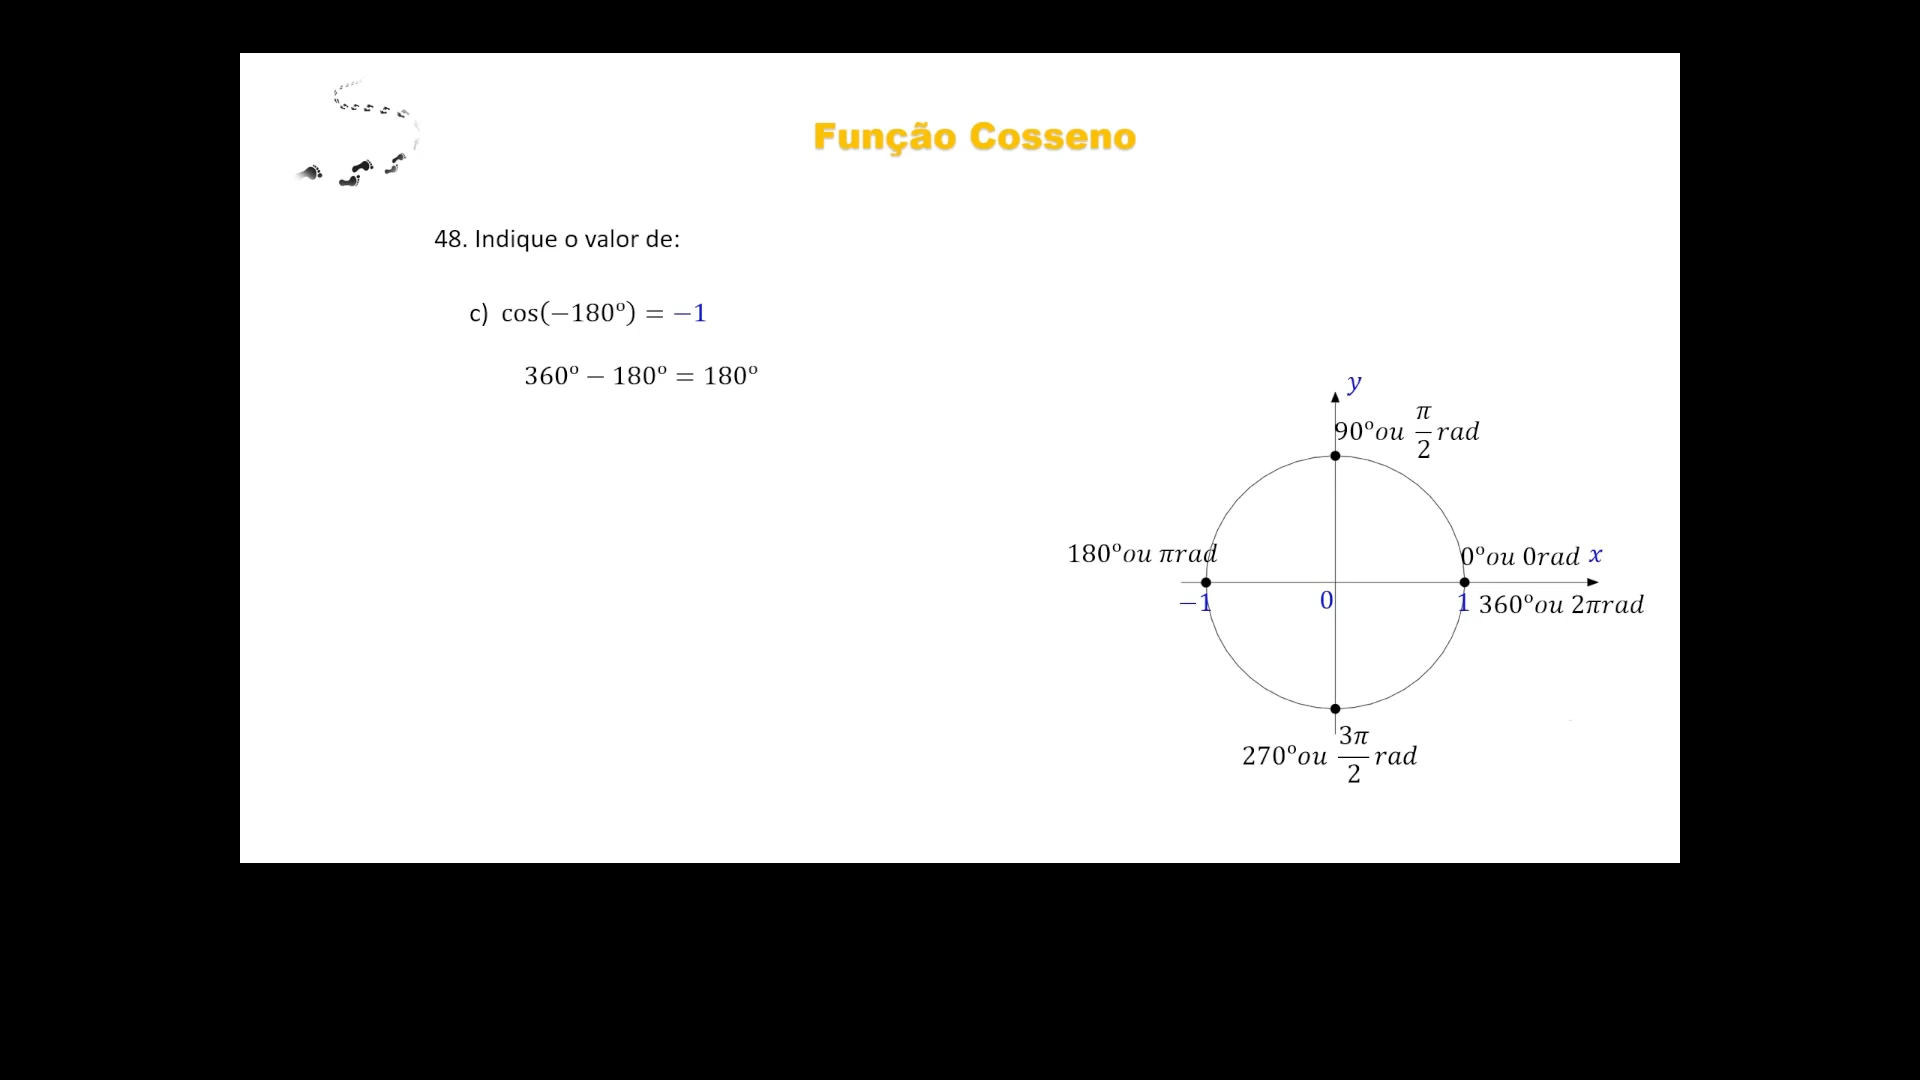 Função Cosseno
48. Indique o valor de:
c) cos(−180º) = −1
360º − 180º = 180º
y
90ºou π/2 rad
180ºou πrad
0ºou 0rad x
−1
0
1
360ºou 2πrad
270ºou 3π/2 rad